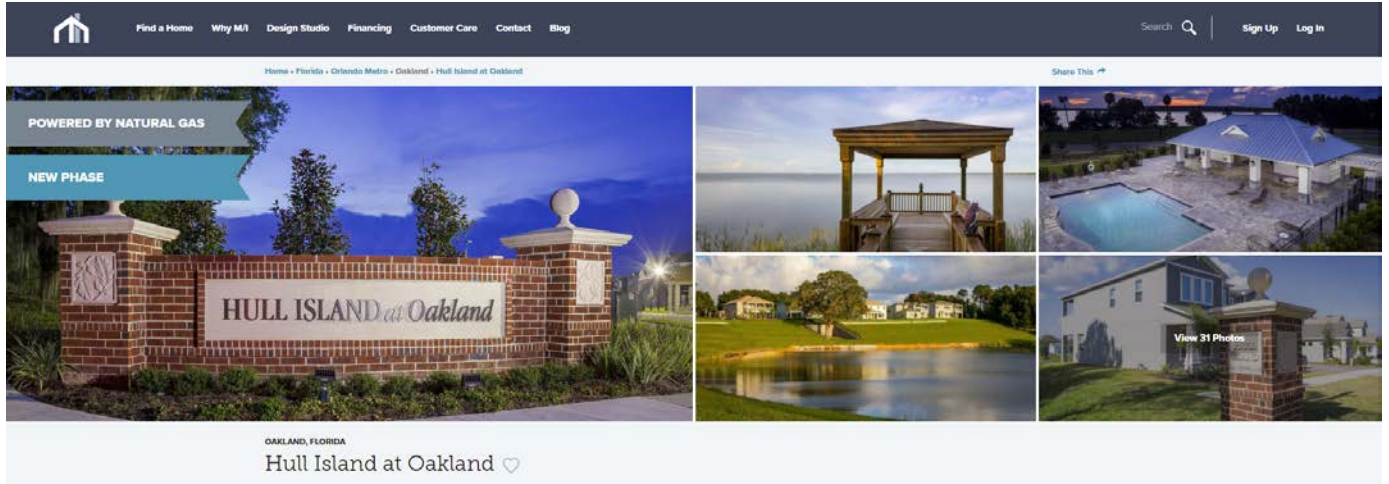 Find a Home Why M/I Design Studio Financing Customer Care Contact Blog Search Sign Up Log In
Home • Florida • Orlando Metro • Oakland • Hull Island at Oakland Share This
POWERED BY NATURAL GAS
NEW PHASE
HULL ISLAND at Oakland
View 31 Photos
OAKLAND, FLORIDA
Hull Island at Oakland